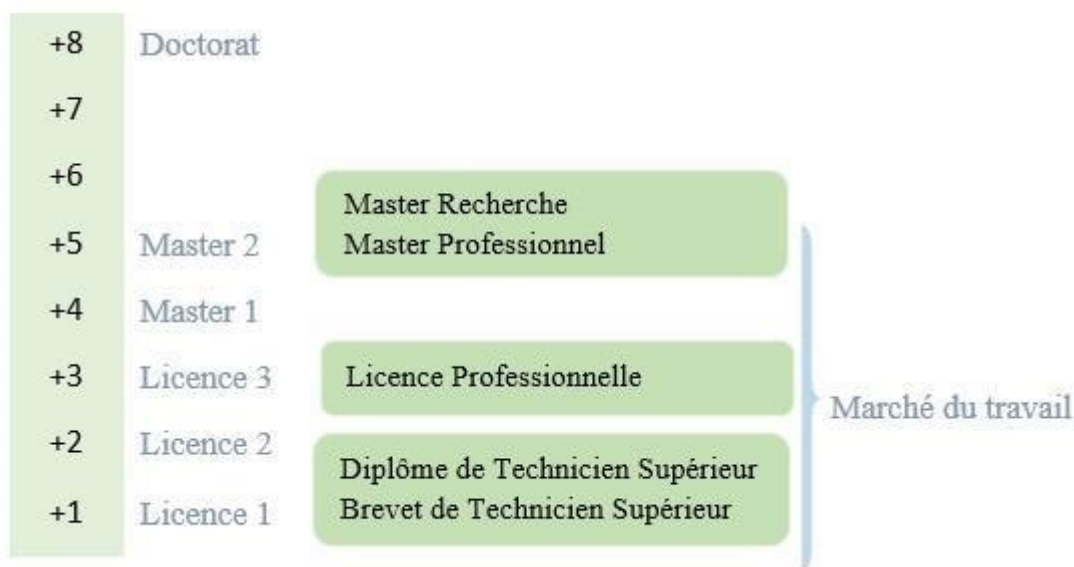 +8 Doctorat
+7
+6
Master Recherche
+5 Master 2 Master Professionnel
+4 Master 1
+3 Licence 3 Licence Professionnelle
Marché du travail
+2 Licence 2
Diplôme de Technicien Supérieur
+1 Licence 1 Brevet de Technicien Supérieur